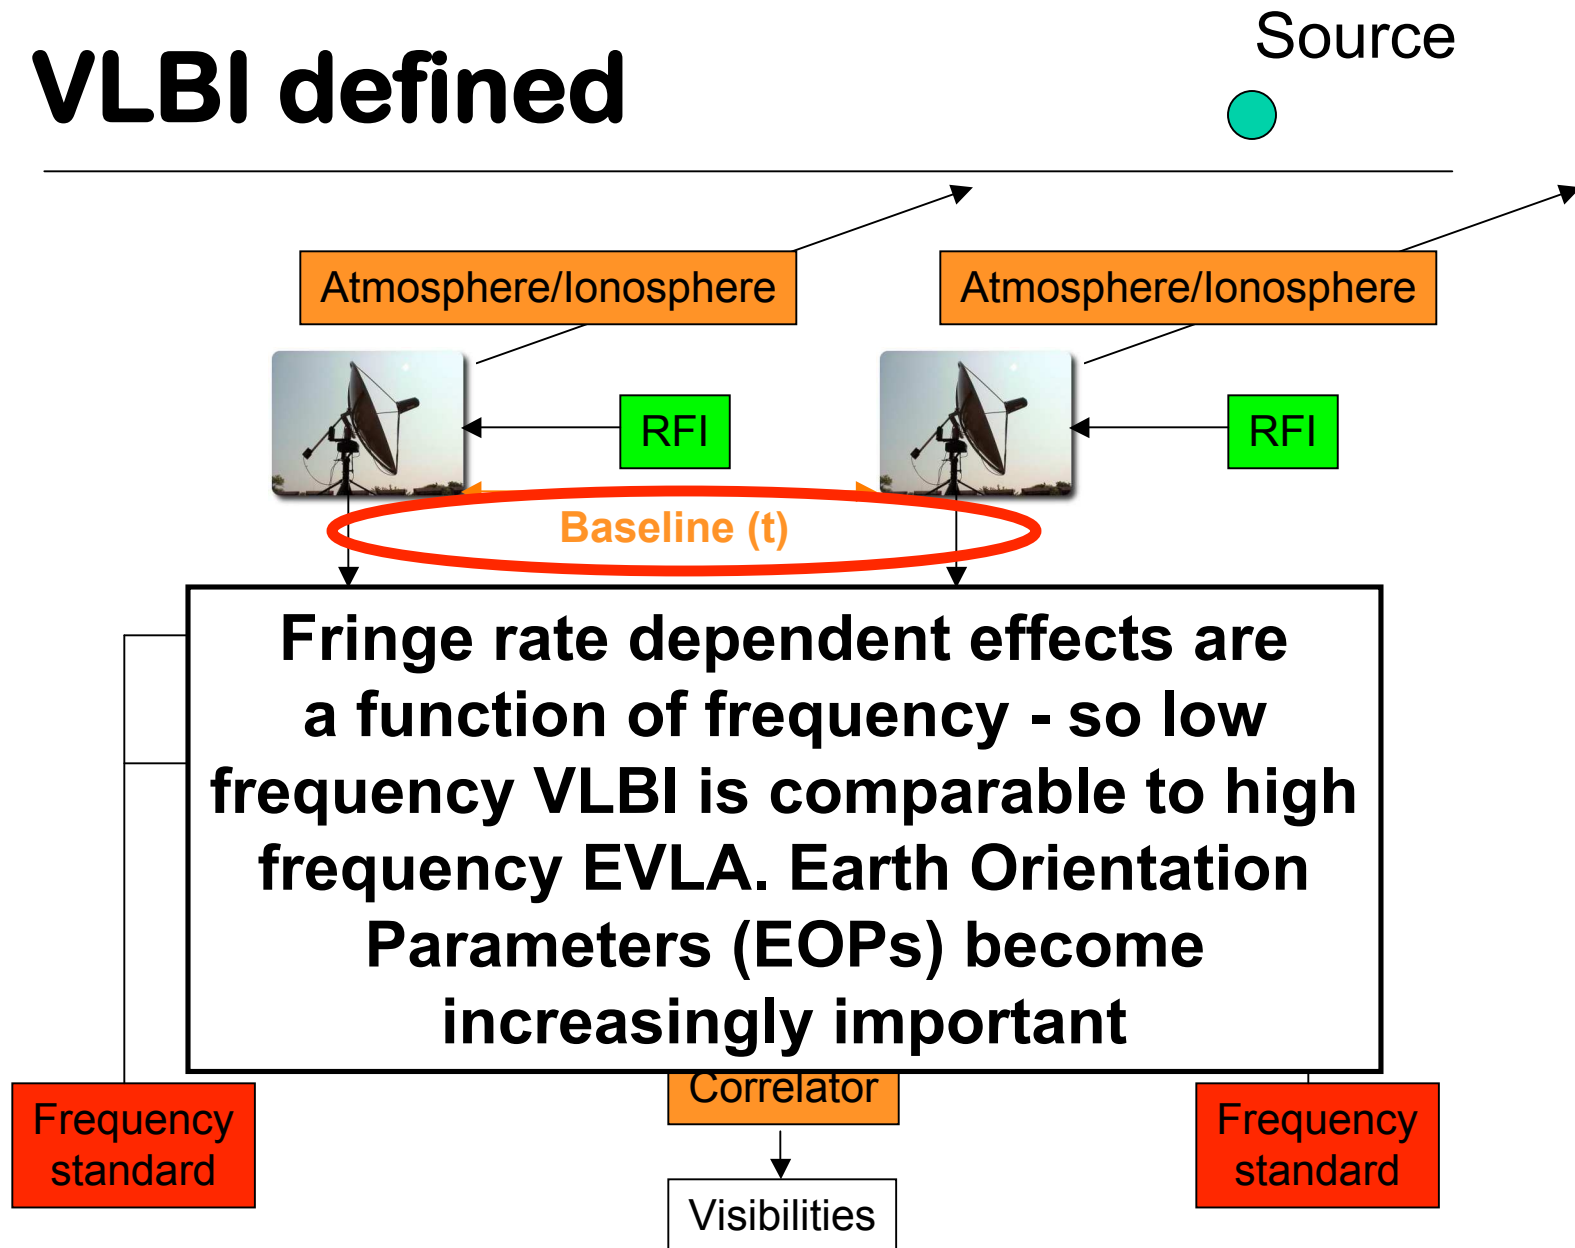 VLBI defined
Source
Atmosphere/Ionosphere
Atmosphere/Ionosphere
RFI
RFI
Baseline (t)
Fringe rate dependent effects are
a function of frequency - so low
frequency VLBI is comparable to high
frequency EVLA. Earth Orientation
Parameters (EOPs) become
increasingly important
Correlator
Frequency
standard
Frequency
standard
Visibilities